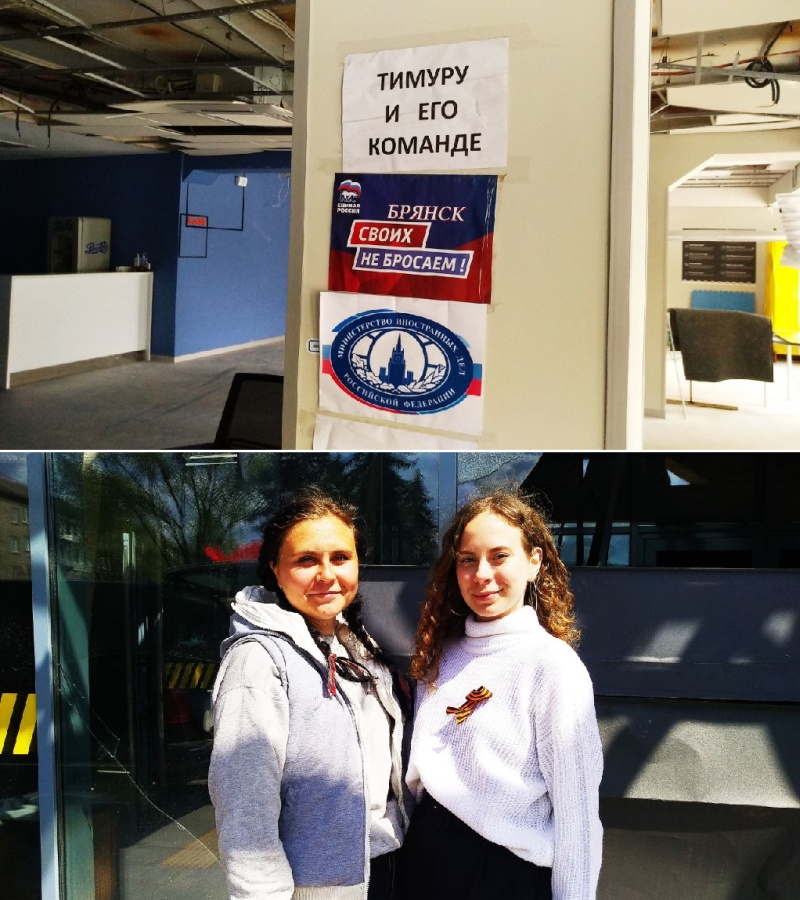 ТИМУРУ
И ЕГО
КОМАНДЕ
ЕДИНАЯ
РОССИЯ
БРЯНСК
СВОИХ
НЕ БРОСАЕМ!
МИНИСТЕРСТВО ИНОСТРАННЫХ ДЕЛ
РОССИЙСКОЙ ФЕДЕРАЦИИ